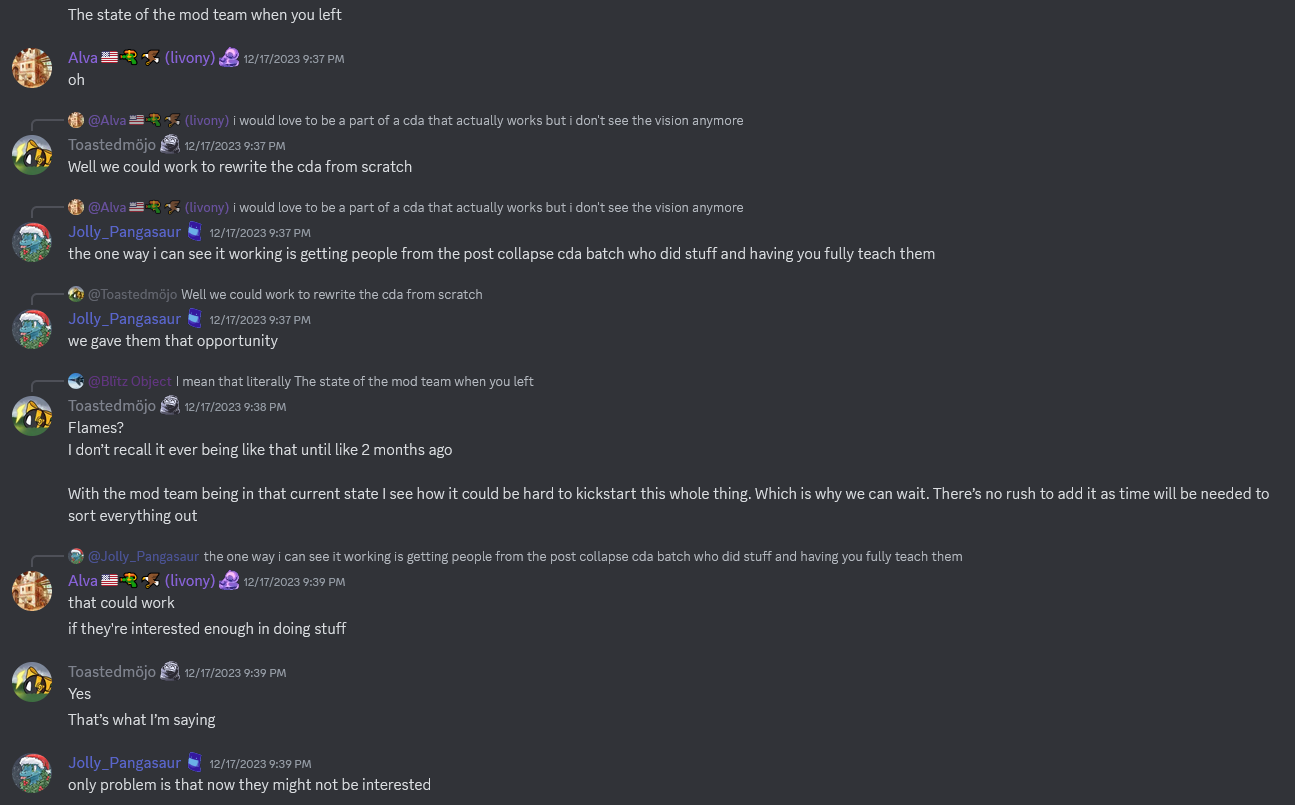 The state of the mod team when you left
Alva (livony) 12/17/2023 9:37 PM
oh
@Alva (livony) i would love to be a part of a cda that actually works but i don't see the vision anymore
Toastedmöjo 12/17/2023 9:37 PM
Well we could work to rewrite the cda from scratch
@Alva (livony) i would love to be a part of a cda that actually works but i don't see the vision anymore
Jolly_Pangasaur 12/17/2023 9:37 PM
the one way i can see it working is getting people from the post collapse cda batch who did stuff and having you fully teach them
@Toastedmöjo Well we could work to rewrite the cda from scratch
Jolly_Pangasaur 12/17/2023 9:37 PM
we gave them that opportunity
@Blïtz Object I mean that literally The state of the mod team when you left
Toastedmöjo 12/17/2023 9:38 PM
Flames?
I don't recall it ever being like that until like 2 months ago
With the mod team being in that current state I see how it could be hard to kickstart this whole thing. Which is why we can wait. There's no rush to add it as time will be needed to
sort everything out
@Jolly_Pangasaur the one way i can see it working is getting people from the post collapse cda batch who did stuff and having you fully teach them
Alva (livony) 12/17/2023 9:39 PM
that could work
if they're interested enough in doing stuff
Toastedmöjo 12/17/2023 9:39 PM
Yes
That's what I'm saying
Jolly_Pangasaur 12/17/2023 9:39 PM
only problem is that now they might not be interested